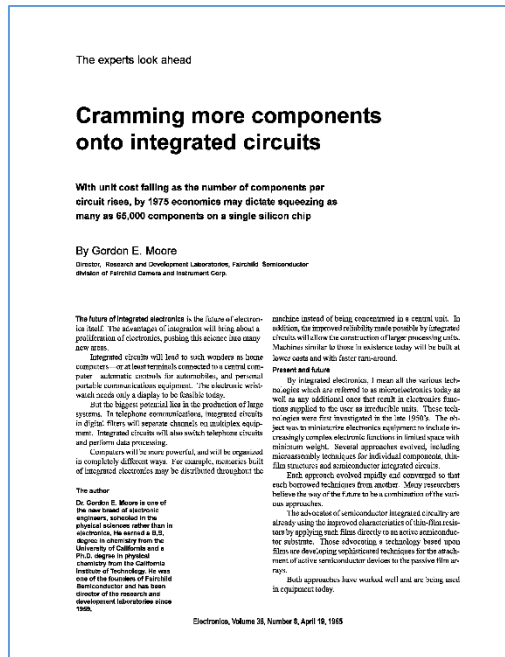 The experts look ahead
Cramming more components
onto integrated circuits
With unit cost falling as the number of components per
circuit rises, by 1975 economics may dictate squeezing as
many as 65,000 components on a single silicon chip
By Gordon E. Moore
Director, Research and Development Laboratories, Fairchild Semiconductor
division of Fairchild Camera and Instrument Corp.
The future of integrated electronics is the future of electron-
ics itself. The advantages of integration will bring about a
proliferation of electronics, pushing this science into many
new areas.
Integrated circuits will lead to such wonders as home
computers—or at least terminals connected to a central com-
puter—automatic controls for automobiles, and personal
portable communications equipment. The electronic wrist-
watch needs only a display to be feasible today.
But the biggest potential lies in the production of large
systems. In telephone communications, integrated circuits
in digital filters will separate channels on multiplex equip-
ment. Integrated circuits will also switch telephone circuits
and perform data processing.
Computers will be more powerful, and will be organized
in completely different ways. For example, memories built
of integrated electronics may be distributed throughout the
The author
Dr. Gordon E. Moore is one of
the new breed of electronic
engineers, schooled in the
physical sciences rather than in
electronics. He earned a B.S.
degree in chemistry from the
University of California and a
Ph.D. degree in physical
chemistry from the California
Institute of Technology. He was
one of the founders of Fairchild
Semiconductor and has been
director of the research and
development laboratories since
1959.
machine instead of being concentrated in a central unit. In
addition, the improved reliability made possible by integrated
circuits will allow the construction of larger processing units.
Machines similar to those in existence today will be built at
lower costs and with faster turn-around.
Present and future
By integrated electronics, I mean all the various tech-
nologies which are referred to as microelectronics today as
well as any additional ones that result in electronics func-
tions supplied to the user as irreducible units. These tech-
nologies were first investigated in the late 1950's. The ob-
ject was to miniaturize electronics equipment to include in-
creasingly complex electronic functions in limited space with
minimum weight. Several approaches evolved, including
microassembly techniques for individual components, thin-
film structures and semiconductor integrated circuits.
Each approach evolved rapidly and converged so that
each borrowed techniques from another. Many researchers
believe the way of the future to be a combination of the vari-
ous approaches.
The advocates of semiconductor integrated circuitry are
already using the improved characteristics of thin-film resis-
tors by applying such films directly to an active semiconduc-
tor substrate. Those advocating a technology based upon
films are developing sophisticated techniques for the attach-
ment of active semiconductor devices to the passive film ar-
rays.
Both approaches have worked well and are being used
in equipment today.
Electronics, Volume 38, Number 8, April 19, 1965